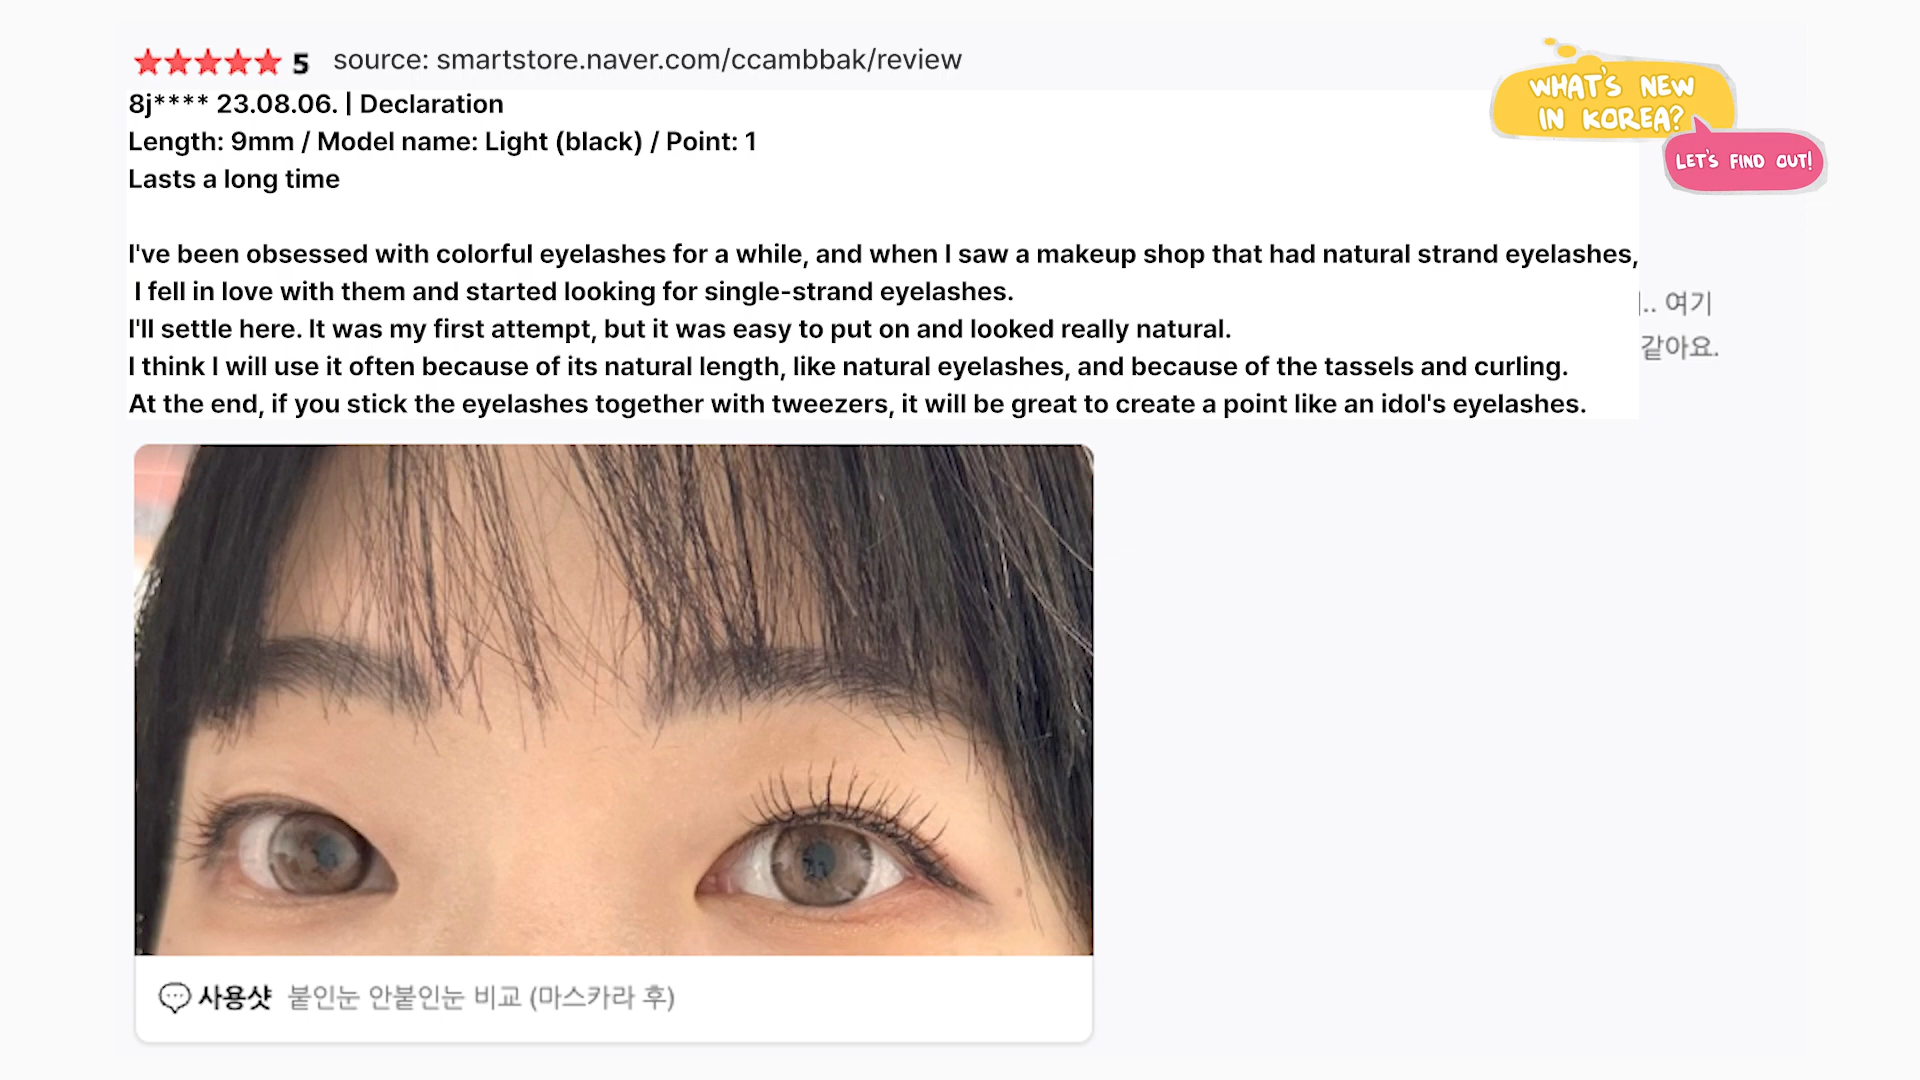 5 source: smartstore.naver.com/ccambbak/review
8j**** 23.08.06. | Declaration
Length: 9mm / Model name: Light (black) / Point: 1
Lasts a long time
I've been obsessed with colorful eyelashes for a while, and when I saw a makeup shop that had natural strand eyelashes,
I fell in love with them and started looking for single-strand eyelashes.
I'll settle here. It was my first attempt, but it was easy to put on and looked really natural.
I think I will use it often because of its natural length, like natural eyelashes, and because of the tassels and curling.
At the end, if you stick the eyelashes together with tweezers, it will be great to create a point like an idol's eyelashes.
.. 여기
같아요.
WHAT'S NEW
IN KOREA?
LET'S FIND OUT!
사용샷 붙인눈 안붙인눈 비교 (마스카라 후)